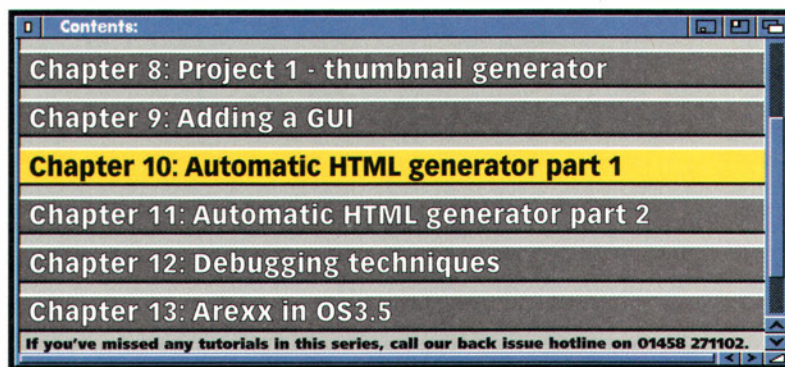 Contents:
Chapter 8: Project 1 - thumbnail generator
Chapter 9: Adding a GUI
Chapter 10: Automatic HTML generator part 1
Chapter 11: Automatic HTML generator part 2
Chapter 12: Debugging techniques
Chapter 13: Arexx in OS3.5
If you've missed any tutorials in this series, call our back issue hotline on 01458 271102.